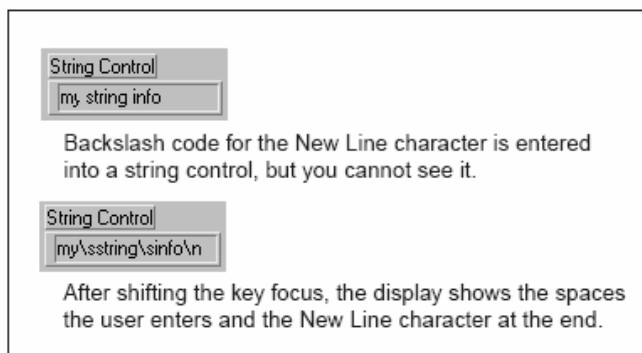 String Control
my string info
Backslash code for the New Line character is entered
into a string control, but you cannot see it.
String Control
my\sstring\sinfo\n
After shifting the key focus, the display shows the spaces
the user enters and the New Line character at the end.